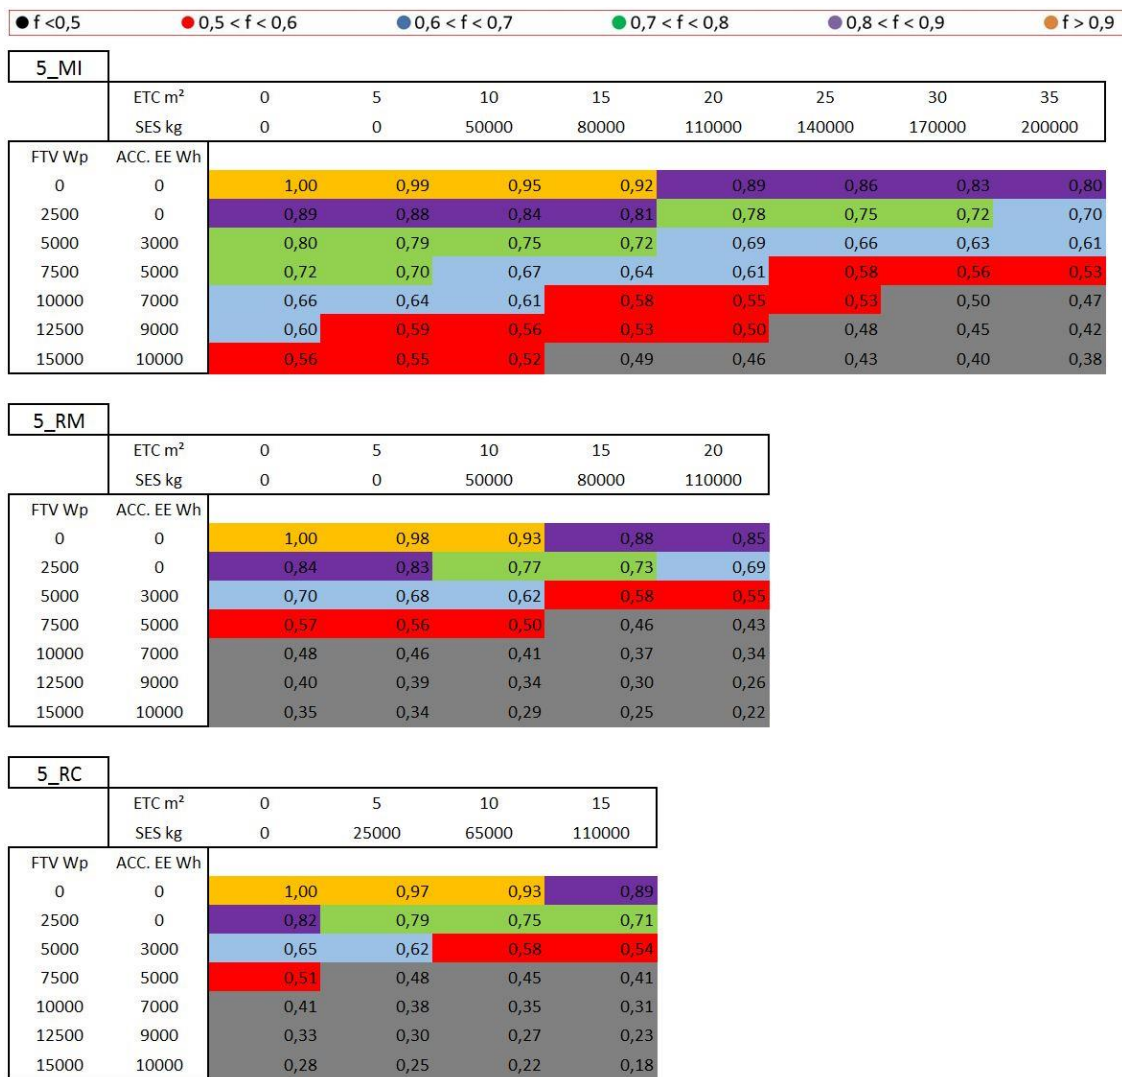 f <0,5 0,5 < f < 0,6 0,6 < f < 0,7 0,7 < f < 0,8 0,8 < f < 0,9 f > 0,9
5_MI
ETC m² 0 5 10 15 20 25 30 35
SES kg 0 0 50000 80000 110000 140000 170000 200000
FTV Wp ACC. EE Wh
0 0 1,00 0,99 0,95 0,92 0,89 0,86 0,83 0,80
2500 0 0,89 0,88 0,84 0,81 0,78 0,75 0,72 0,70
5000 3000 0,80 0,79 0,75 0,72 0,69 0,66 0,63 0,61
7500 5000 0,72 0,70 0,67 0,64 0,61 0,58 0,56 0,53
10000 7000 0,66 0,64 0,61 0,58 0,55 0,53 0,50 0,47
12500 9000 0,60 0,59 0,56 0,53 0,50 0,48 0,45 0,42
15000 10000 0,56 0,55 0,52 0,49 0,46 0,43 0,40 0,38
5_RM
ETC m² 0 5 10 15 20
SES kg 0 0 50000 80000 110000
FTV Wp ACC. EE Wh
0 0 1,00 0,98 0,93 0,88 0,85
2500 0 0,84 0,83 0,77 0,73 0,69
5000 3000 0,70 0,68 0,62 0,58 0,55
7500 5000 0,57 0,56 0,50 0,46 0,43
10000 7000 0,48 0,46 0,41 0,37 0,34
12500 9000 0,40 0,39 0,34 0,30 0,26
15000 10000 0,35 0,34 0,29 0,25 0,22
5_RC
ETC m² 0 5 10 15
SES kg 0 25000 65000 110000
FTV Wp ACC. EE Wh
0 0 1,00 0,97 0,93 0,89
2500 0 0,82 0,79 0,75 0,71
5000 3000 0,65 0,62 0,58 0,54
7500 5000 0,51 0,48 0,45 0,41
10000 7000 0,41 0,38 0,35 0,31
12500 9000 0,33 0,30 0,27 0,23
15000 10000 0,28 0,25 0,22 0,18